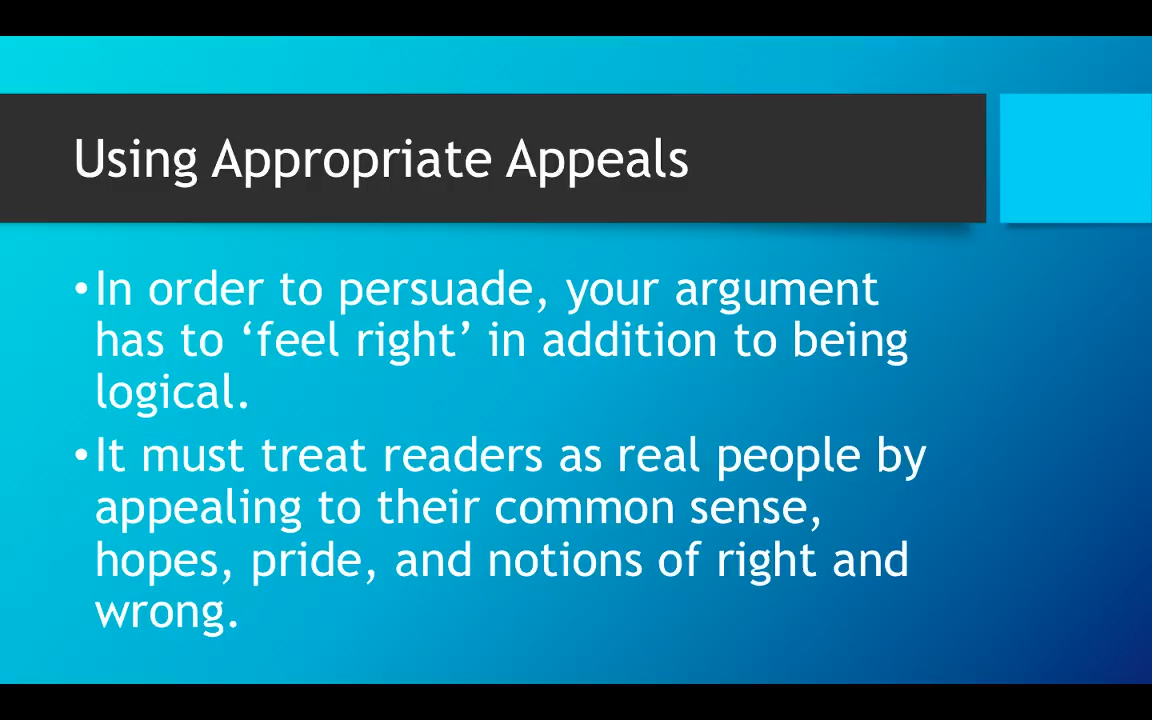 Using Appropriate Appeals
•In order to persuade, your argument
has to ‘feel right’ in addition to being
logical.
•It must treat readers as real people by
appealing to their common sense,
hopes, pride, and notions of right and
wrong.